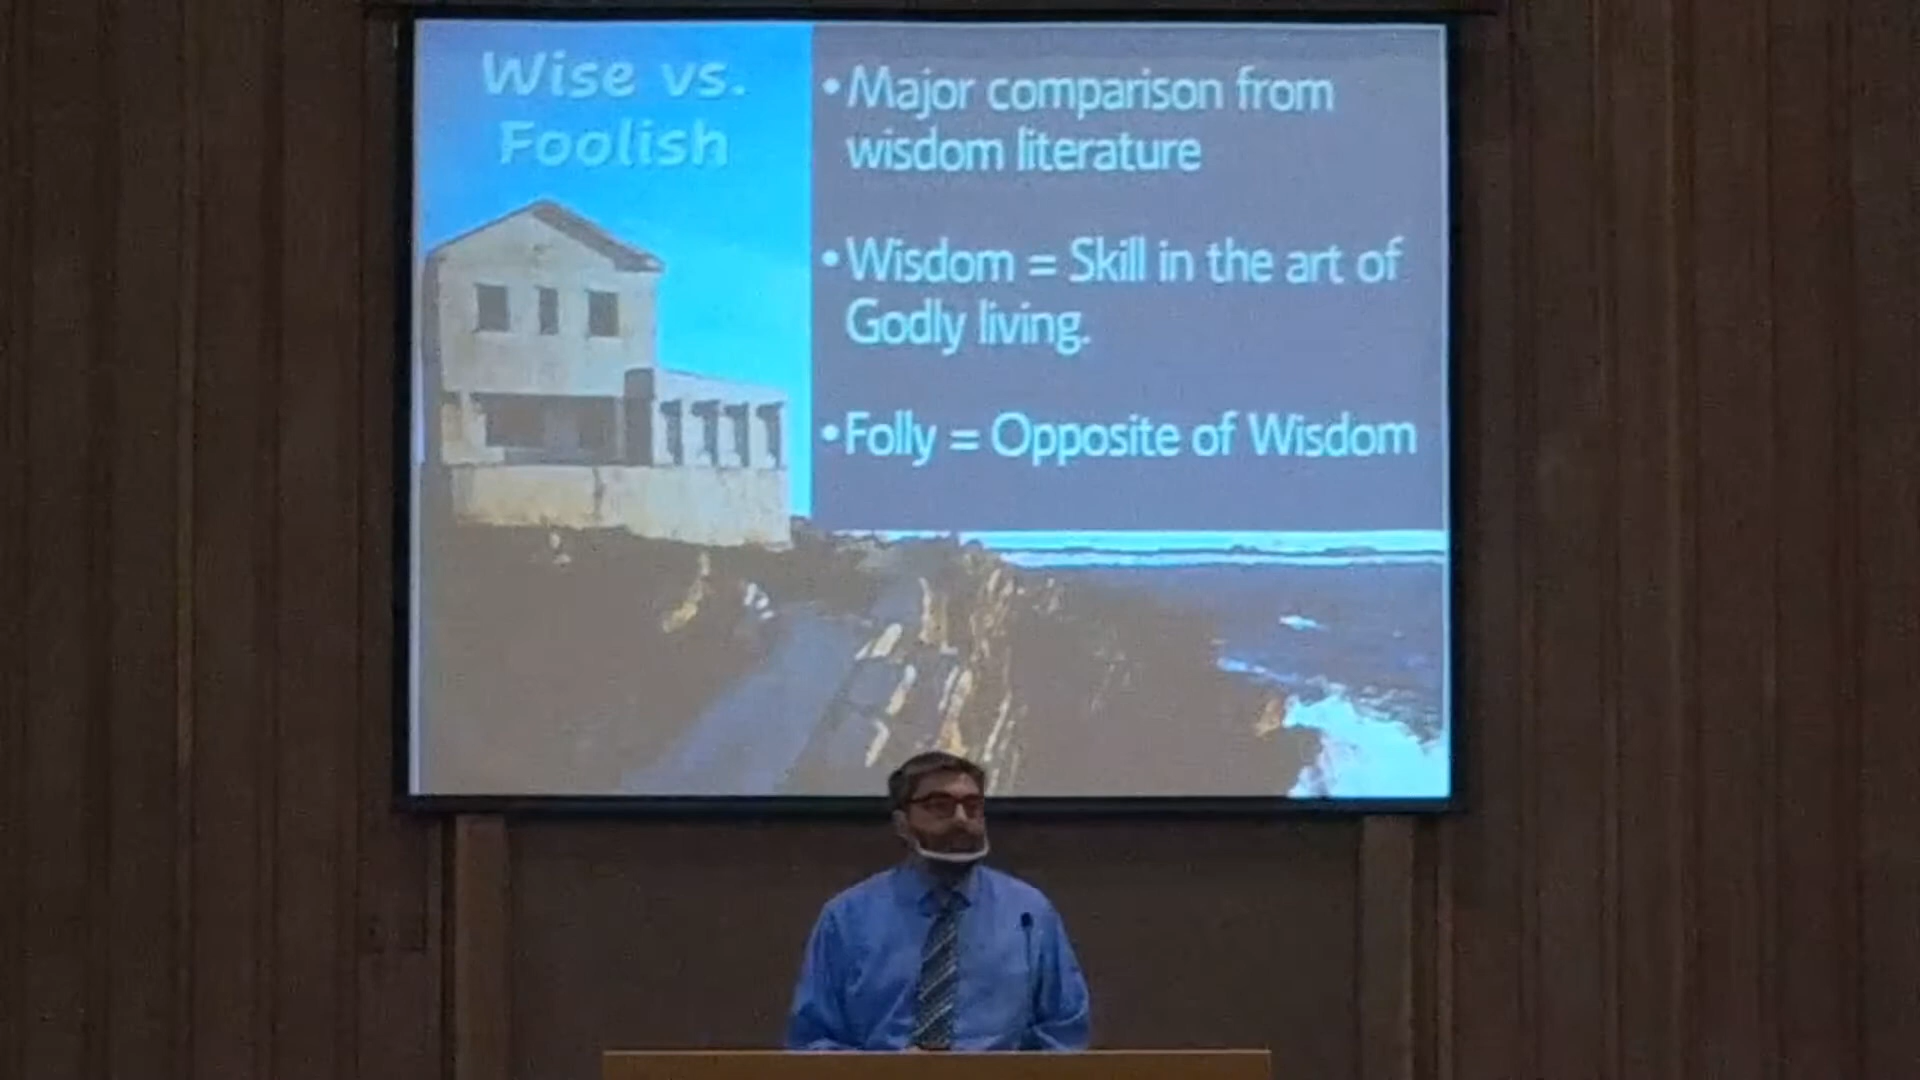 Wise vs.
Foolish
• Major comparison from
wisdom literature
• Wisdom = Skill in the art of
Godly living.
• Folly = Opposite of Wisdom